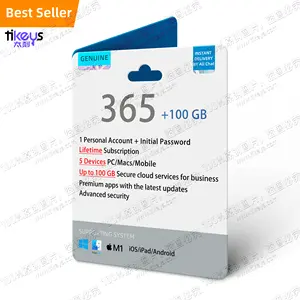 Best Seller
tikeys
GENUINE
INSTANT
DELIVERY
365 +100 GB
1 Personal Account + Initial Password
Lifetime Subscription
5 Devices PC/Macs/Mobile
Up to 100 GB Secure cloud services for business
Premium apps with the latest updates
Advanced security
M1 iOS/iPad/Android